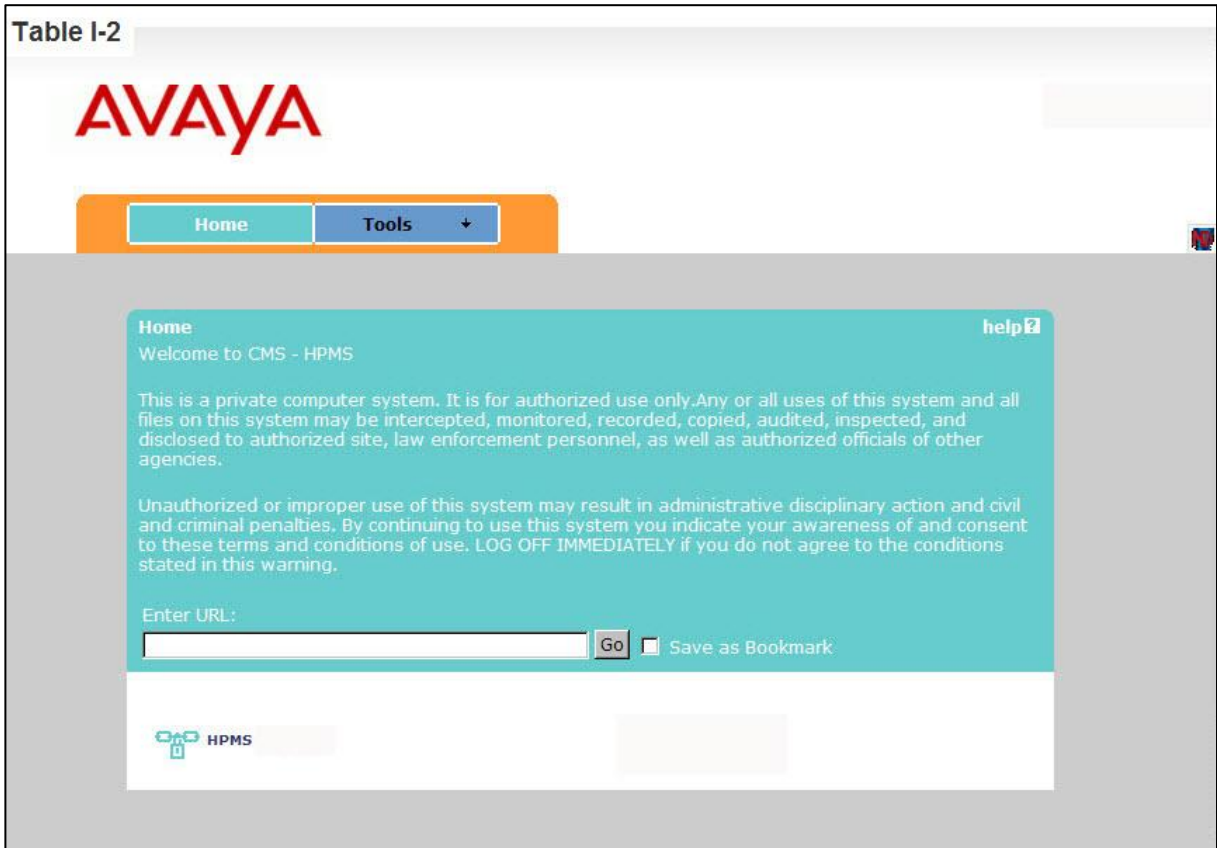 Table I-2
AVAYA
Home
Tools
Home
help?
Welcome to CMS - HPMS
This is a private computer system. It is for authorized use only.Any or all uses of this system and all
files on this system may be intercepted, monitored, recorded, copied, audited, inspected, and
disclosed to authorized site, law enforcement personnel, as well as authorized officials of other
agencies.
Unauthorized or improper use of this system may result in administrative disciplinary action and civil
and criminal penalties. By continuing to use this system you indicate your awareness of and consent
to these terms and conditions of use. LOG OFF IMMEDIATELY if you do not agree to the conditions
stated in this warning.
Enter URL:
Go
Save as Bookmark
HPMS